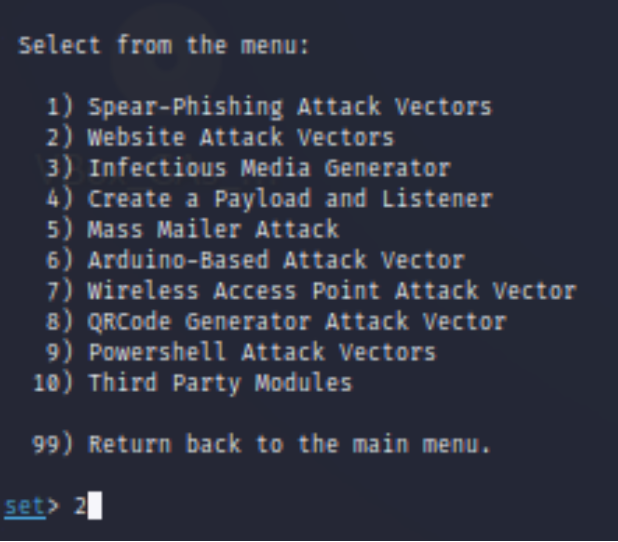 Select from the menu:
1) Spear-Phishing Attack Vectors
2) Website Attack Vectors
3) Infectious Media Generator
4) Create a Payload and Listener
5) Mass Mailer Attack
6) Arduino-Based Attack Vector
7) Wireless Access Point Attack Vector
8) QRCode Generator Attack Vector
9) Powershell Attack Vectors
10) Third Party Modules
99) Return back to the main menu.
set> 2